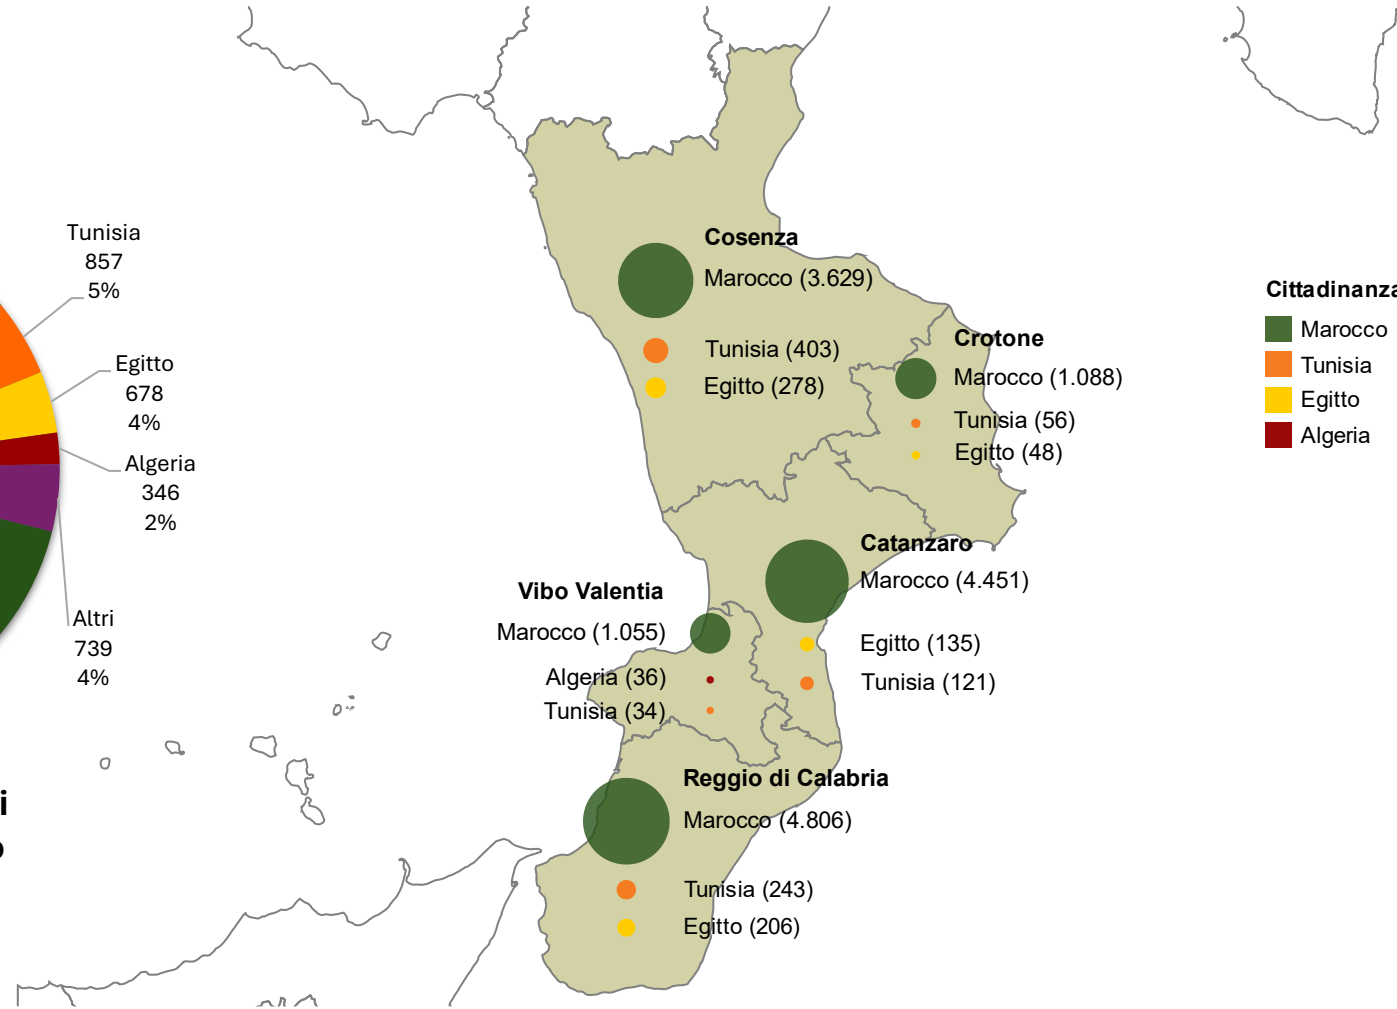 Tunisia
857
5%
Egitto
678
4%
Algeria
346
2%
Altri
739
4%
i
Cosenza
Marocco (3.629)
Tunisia (403)
Egitto (278)
Crotone
Marocco (1.088)
Tunisia (56)
Egitto (48)
Catanzaro
Marocco (4.451)
Egitto (135)
Tunisia (121)
Vibo Valentia
Marocco (1.055)
Algeria (36)
Tunisia (34)
Reggio di Calabria
Marocco (4.806)
Tunisia (243)
Egitto (206)
Cittadinanza
Marocco
Tunisia
Egitto
Algeria